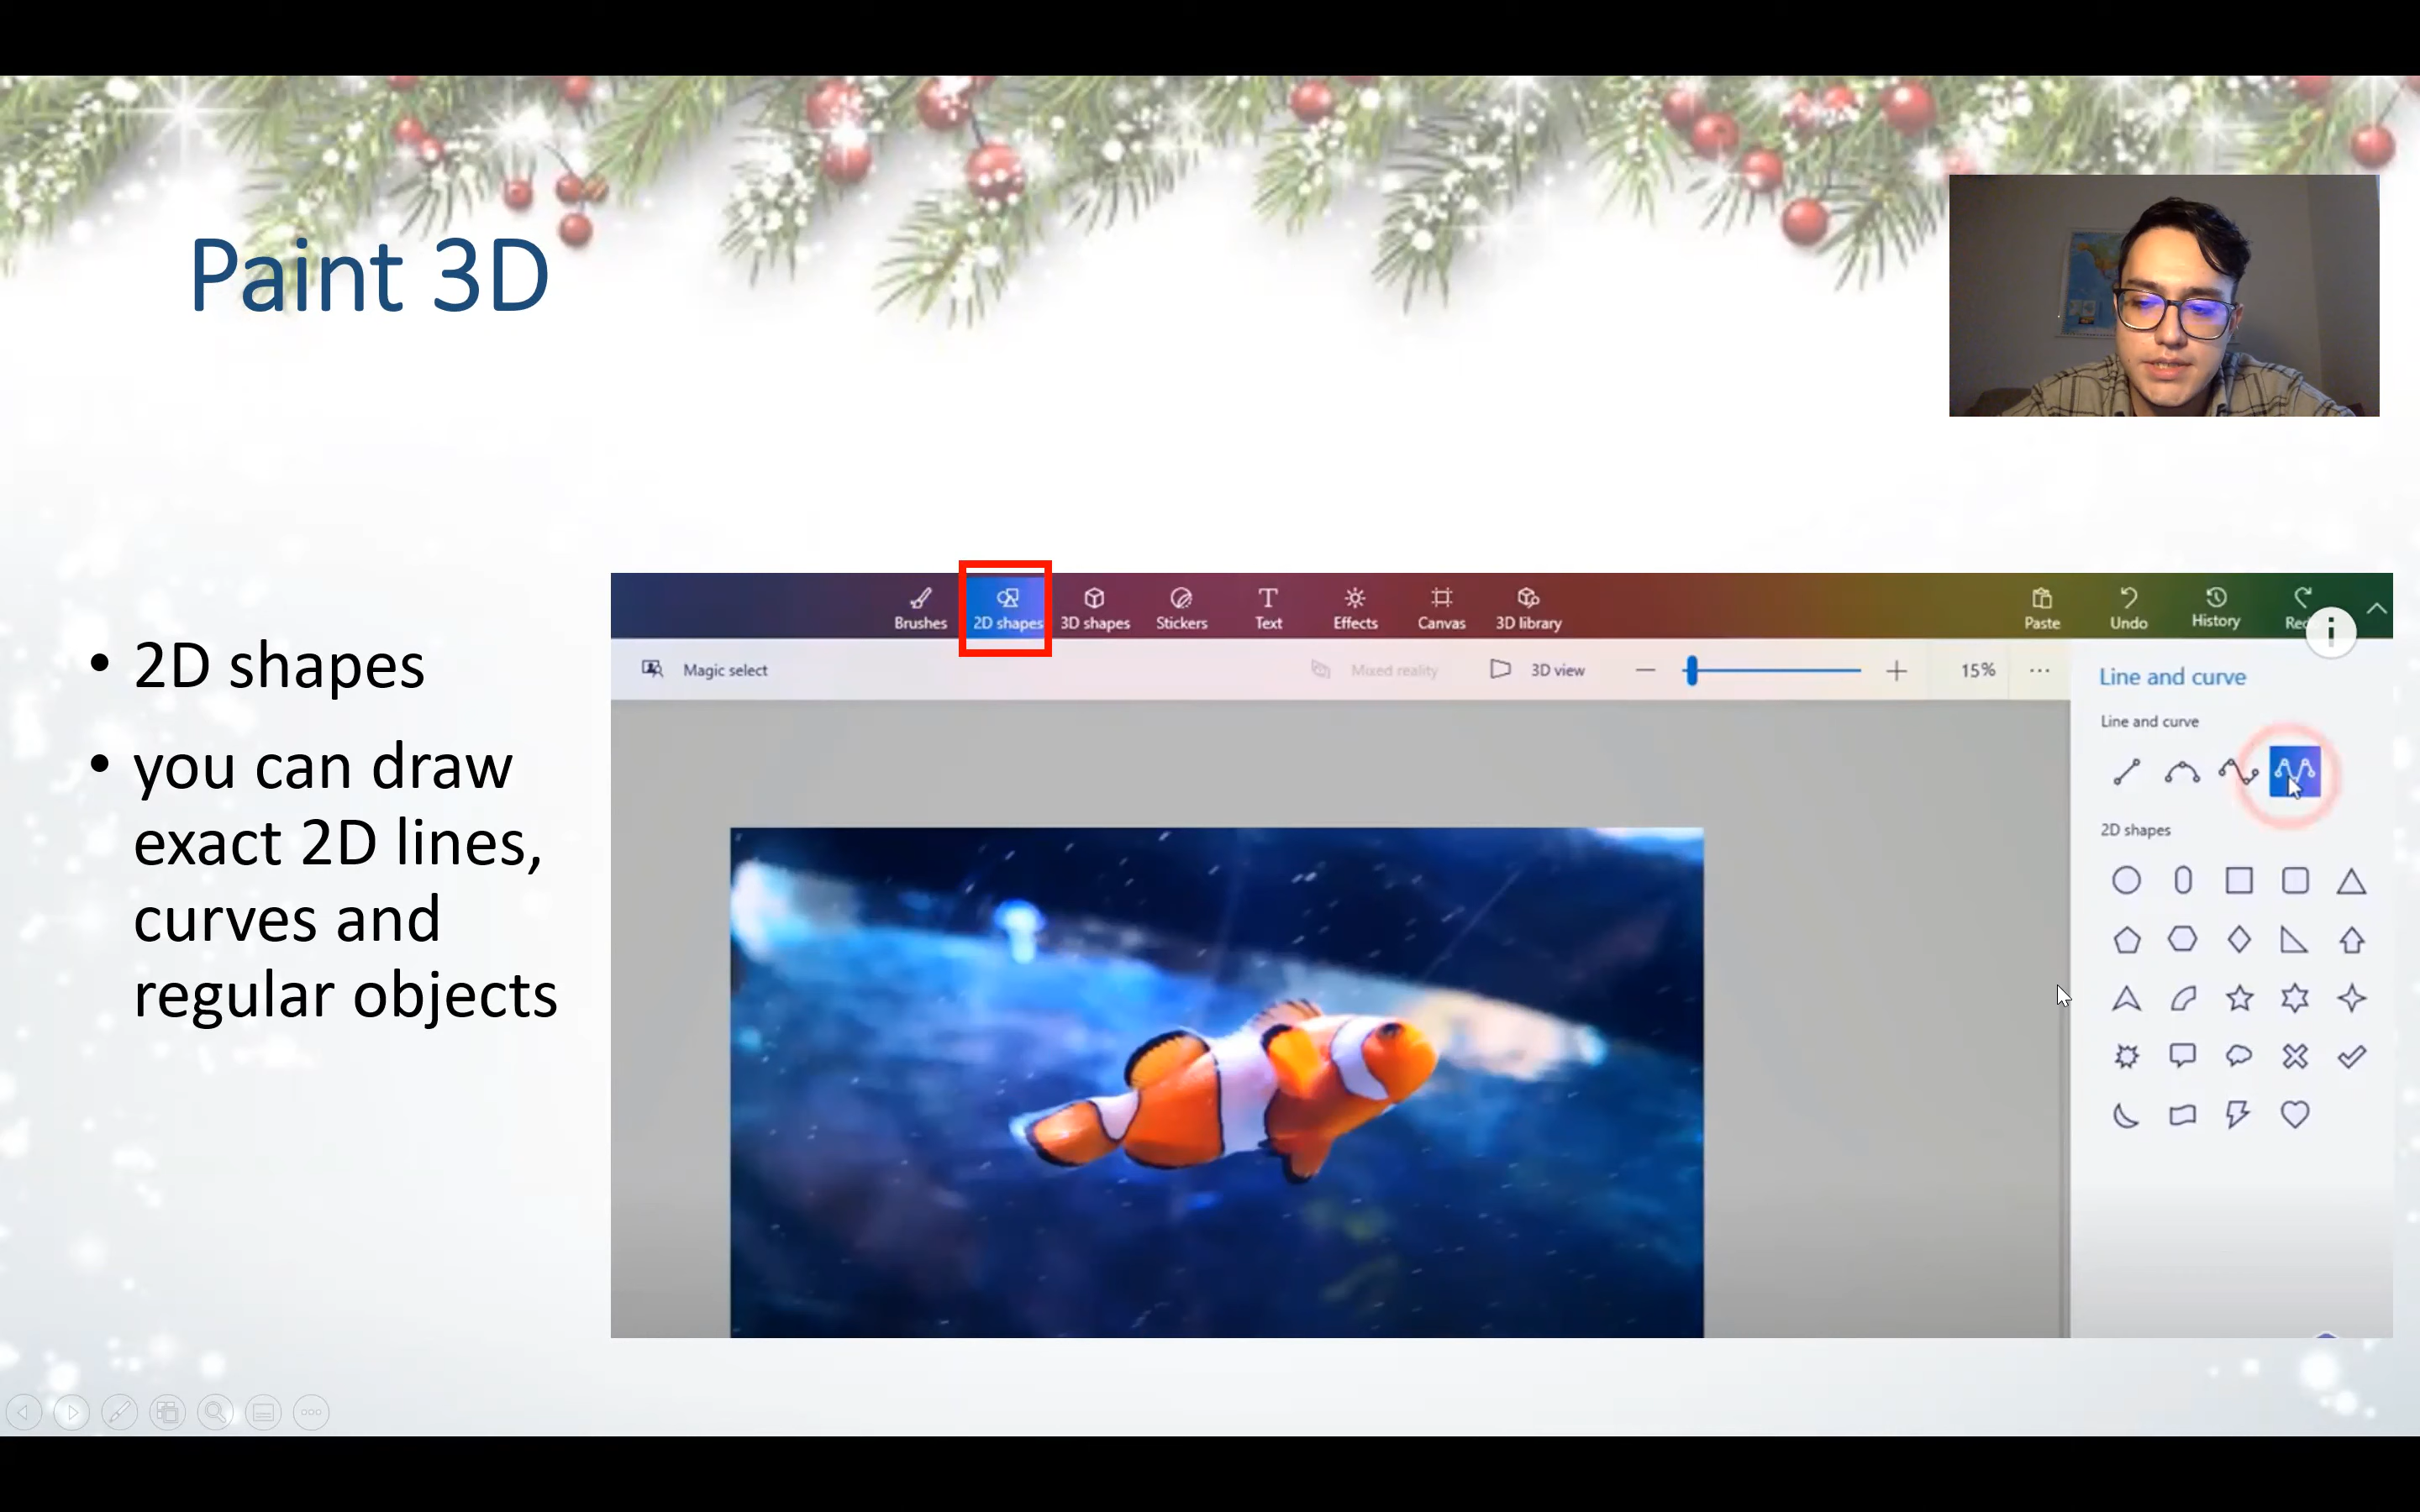 Paint 3D
• 2D shapes
• you can draw
exact 2D lines,
curves and
regular objects
Brushes 2D shapes 3D shapes Stickers Text Effects Canvas 3D library Paste Undo History Red
i
Magic select Mixed reality 3D view 15%
Line and curve
Line and curve
2D shapes